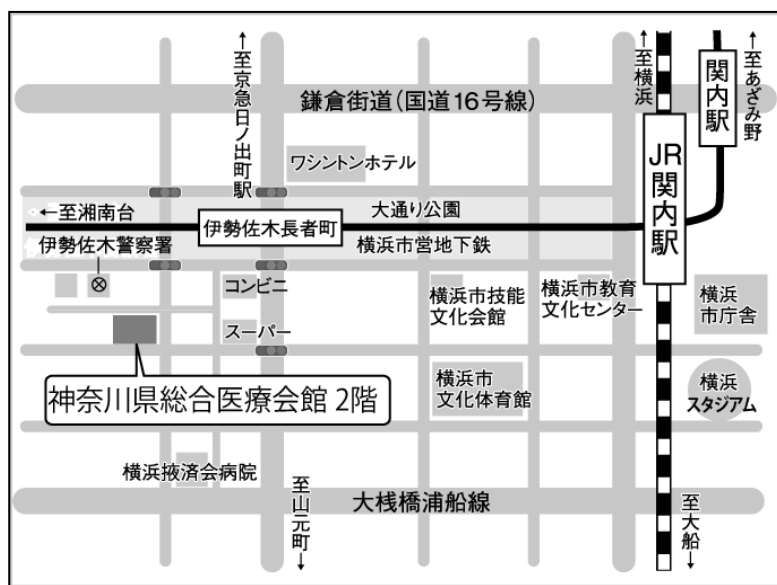 ←至京急日ノ出町駅
←至横浜
関内駅
←至あざみ野
鎌倉街道(国道16号線)
ワシントンホテル
JR関内駅
←至湘南台
伊勢佐木長者町
大通り公園
伊勢佐木警察署
横浜市営地下鉄
コンビニ
横浜市技能
文化会館
横浜市教育
文化センター
横浜
市庁舎
スーパー
神奈川県総合医療会館 2階
横浜市
文化体育館
横浜
スタジアム
横浜掖済会病院
至山元町→
大桟橋浦船線
至大船→